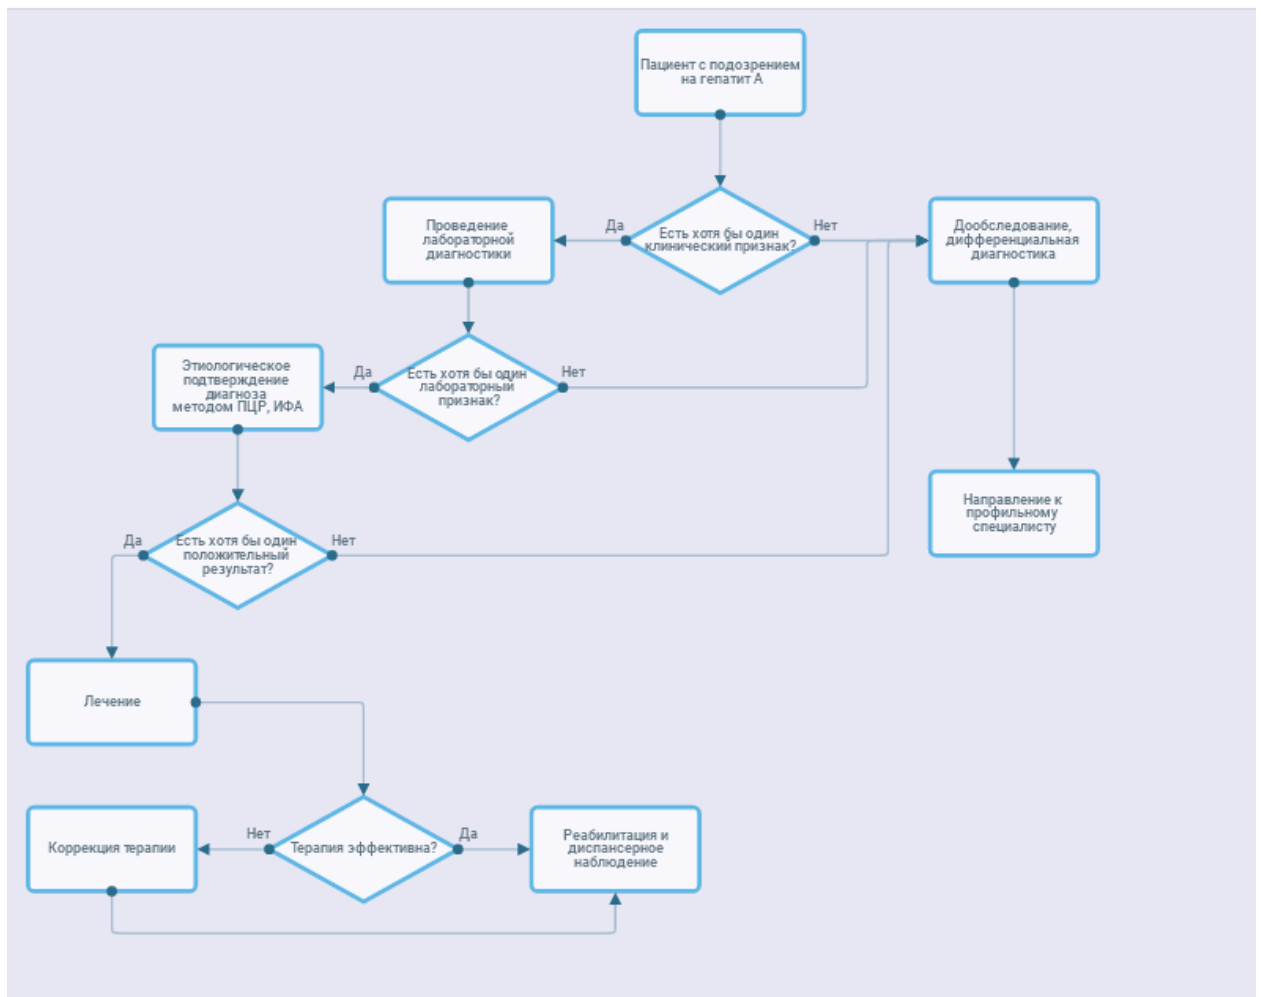 Пациент с подозрением
на гепатит А
Есть хотя бы один
клинический признак?
Да
Нет
Проведение
лабораторной
диагностики
Дообследование,
дифференциальная
диагностика
Есть хотя бы один
лабораторный
признак?
Да
Нет
Этиологическое
подтверждение
диагноза
методом ПЦР, ИФА
Направление к
профильному
специалисту
Есть хотя бы один
положительный
результат?
Да
Нет
Лечение
Терапия эффективна?
Нет
Да
Коррекция терапии
Реабилитация и
диспансерное
наблюдение